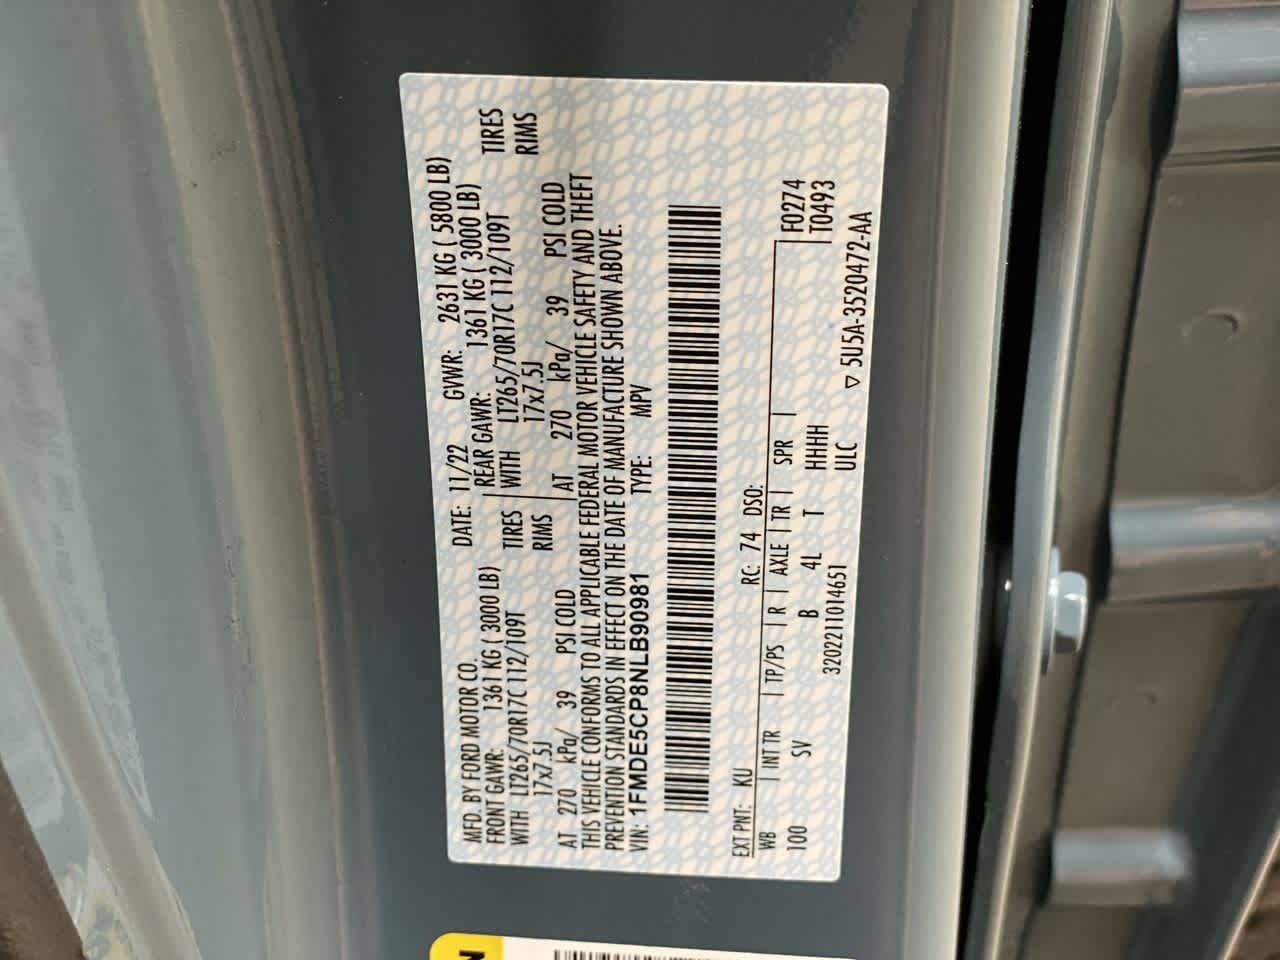 MFD. BY FORD MOTOR CO. DATE: 11/22 GVWR: 2631 KG ( 5800 LB)
FRONT GAWR: 1361 KG ( 3000 LB) REAR GAWR: 1361 KG ( 3000 LB)
WITH LT265/70R17C 112/109T TIRES WITH LT265/70R17C 112/109T TIRES
17x7.5J RIMS 17x7.5J RIMS
AT 270 kPa/ 39 PSI COLD AT 270 kPa/ 39 PSI COLD
THIS VEHICLE CONFORMS TO ALL APPLICABLE FEDERAL MOTOR VEHICLE SAFETY AND THEFT
PREVENTION STANDARDS IN EFFECT ON THE DATE OF MANUFACTURE SHOWN ABOVE.
VIN: 1FMDE5CP8NLB90981 TYPE: MPV
EXT PNT: KU RC: 74 DSO: F0274
WB INT TR TP/PS R AXLE TR SPR T0493
100 SV B 4L T HHHH
3202211014651 ULC ▽ 5U5A-3520472-AA
N